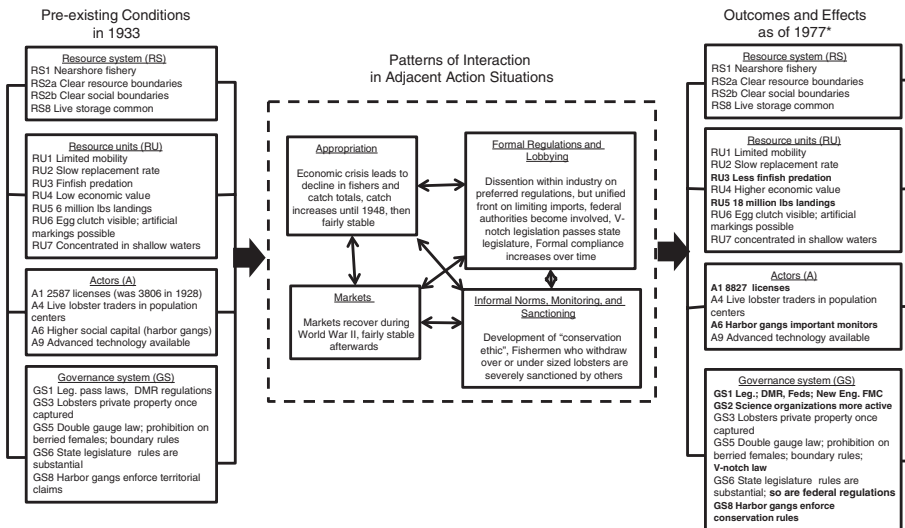 Pre-existing Conditions
in 1933
Resource system (RS)
RS1 Nearshore fishery
RS2a Clear resource boundaries
RS2b Clear social boundaries
RS8 Live storage common
Resource units (RU)
RU1 Limited mobility
RU2 Slow replacement rate
RU3 Finfish predation
RU4 Low economic value
RU5 6 million lbs landings
RU6 Egg clutch visible; artificial
markings possible
RU7 Concentrated in shallow waters
Actors (A)
A1 2587 licenses (was 3806 in 1928)
A4 Live lobster traders in population
centers
A6 Higher social capital (harbor gangs)
A9 Advanced technology available
Governance system (GS)
GS1 Leg. pass laws, DMR regulations
GS3 Lobsters private property once
captured
GS5 Double gauge law; prohibition on
berried females; boundary rules
GS6 State legislature rules are
substantial
GS8 Harbor gangs enforce territorial
claims
Patterns of Interaction
in Adjacent Action Situations
Appropriation
Economic crisis leads to
decline in fishers and
catch totals, catch
increases until 1948, then
fairly stable
Formal Regulations and
Lobbying
Dissention within industry on
preferred regulations, but unified
front on limiting imports, federal
authorities become involved, V-
notch legislation passes state
legislature, Formal compliance
increases over time
Markets
Markets recover during
World War II, fairly stable
afterwards
Informal Norms, Monitoring, and
Sanctioning
Development of “conservation
ethic”, Fishermen who withdraw
over or under sized lobsters are
severely sanctioned by others
Outcomes and Effects
as of 1977*
Resource system (RS)
RS1 Nearshore fishery
RS2a Clear resource boundaries
RS2b Clear social boundaries
RS8 Live storage common
Resource units (RU)
RU1 Limited mobility
RU2 Slow replacement rate
RU3 Less finfish predation
RU4 Higher economic value
RU5 18 million lbs landings
RU6 Egg clutch visible; artificial
markings possible
RU7 concentrated in shallow waters
Actors (A)
A1 8827 licenses
A4 Live lobster traders in population
centers
A6 Harbor gangs important monitors
A9 Advanced technology available
Governance system (GS)
GS1 Leg.; DMR, Feds; New Eng. FMC
GS2 Science organizations more active
GS3 Lobsters private property once
captured
GS5 Double gauge law; prohibition on
berried females; boundary rules;
V-notch law
GS6 State legislature rules are
substantial; so are federal regulations
GS8 Harbor gangs enforce
conservation rules